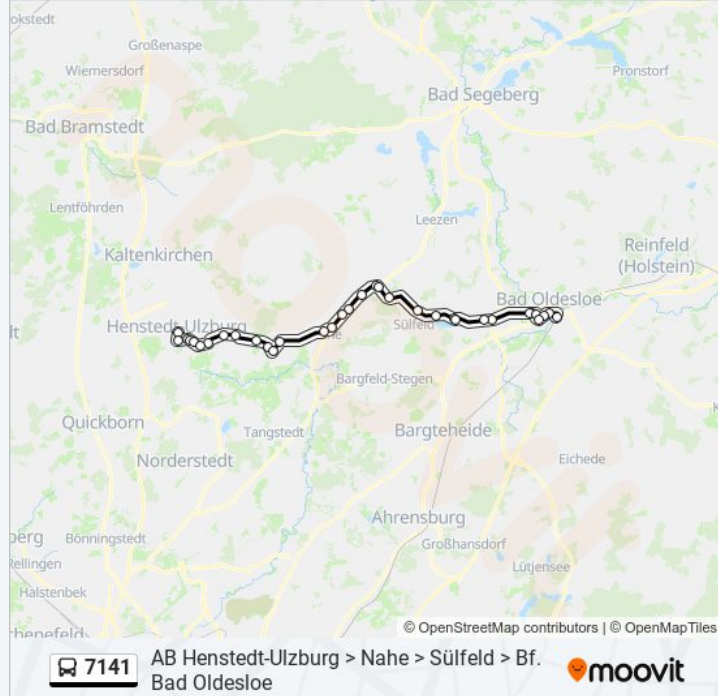 okstedt
Großenaspe
Wiemersdorf
Pronstorf
Bad Segeberg
Bad Bramstedt
Lentföhrden
Leezen
Kaltenkirchen
Reinfeld
(Holstein)
Bad Oldesloe
Henstedt-Ulzburg
Sülfeld
Bargfeld-Stegen
Quickborn
Tangstedt
Bargteheide
Norderstedt
Eichede
Ahrensburg
Großhansdorf
Bönningstedt
Rellingen
Lütjensee
Halstenbek
© OpenStreetMap contributors | © OpenMapTiles
7141
AB Henstedt-Ulzburg > Nahe > Sülfeld > Bf.
Bad Oldesloe
moovit